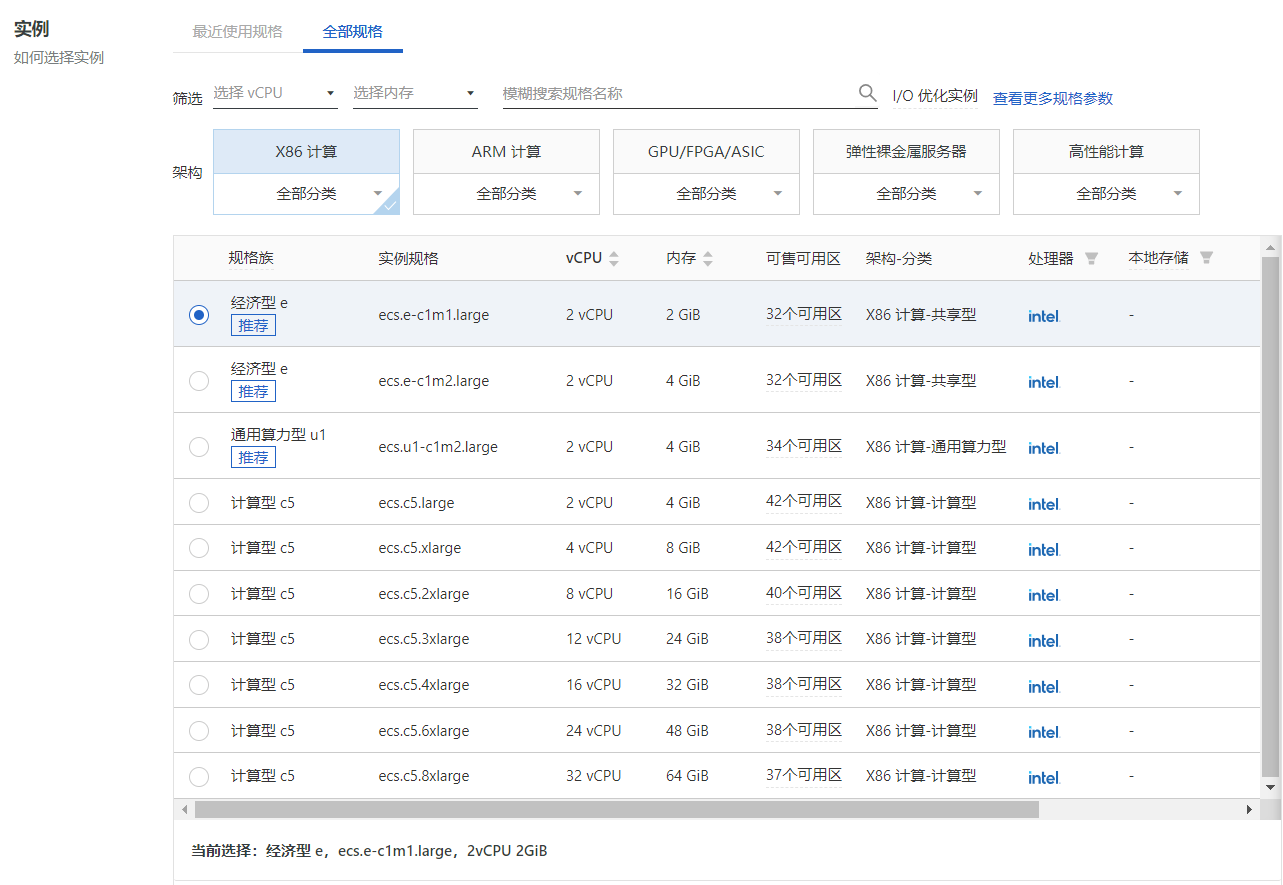 实例
如何选择实例
最近使用规格 全部规格
筛选 选择 vCPU 选择内存 模糊搜索规格名称 I/O 优化实例 查看更多规格参数
架构
X86 计算 ARM 计算 GPU/FPGA/ASIC 弹性裸金属服务器 高性能计算
全部分类 全部分类 全部分类 全部分类 全部分类
规格族 实例规格 vCPU 内存 可售可用区 架构-分类 处理器 本地存储
经济型 e
推荐
ecs.e-c1m1.large 2 vCPU 2 GiB 32个可用区 X86 计算-共享型 intel. -
经济型 e
推荐
ecs.e-c1m2.large 2 vCPU 4 GiB 32个可用区 X86 计算-共享型 intel. -
通用算力型 u1
推荐
ecs.u1-c1m2.large 2 vCPU 4 GiB 34个可用区 X86 计算-通用算力型 intel. -
计算型 c5 ecs.c5.large 2 vCPU 4 GiB 42个可用区 X86 计算-计算型 intel. -
计算型 c5 ecs.c5.xlarge 4 vCPU 8 GiB 42个可用区 X86 计算-计算型 intel. -
计算型 c5 ecs.c5.2xlarge 8 vCPU 16 GiB 40个可用区 X86 计算-计算型 intel. -
计算型 c5 ecs.c5.3xlarge 12 vCPU 24 GiB 38个可用区 X86 计算-计算型 intel. -
计算型 c5 ecs.c5.4xlarge 16 vCPU 32 GiB 38个可用区 X86 计算-计算型 intel. -
计算型 c5 ecs.c5.6xlarge 24 vCPU 48 GiB 38个可用区 X86 计算-计算型 intel. -
计算型 c5 ecs.c5.8xlarge 32 vCPU 64 GiB 37个可用区 X86 计算-计算型 intel. -
当前选择：经济型 e，ecs.e-c1m1.large，2vCPU 2GiB